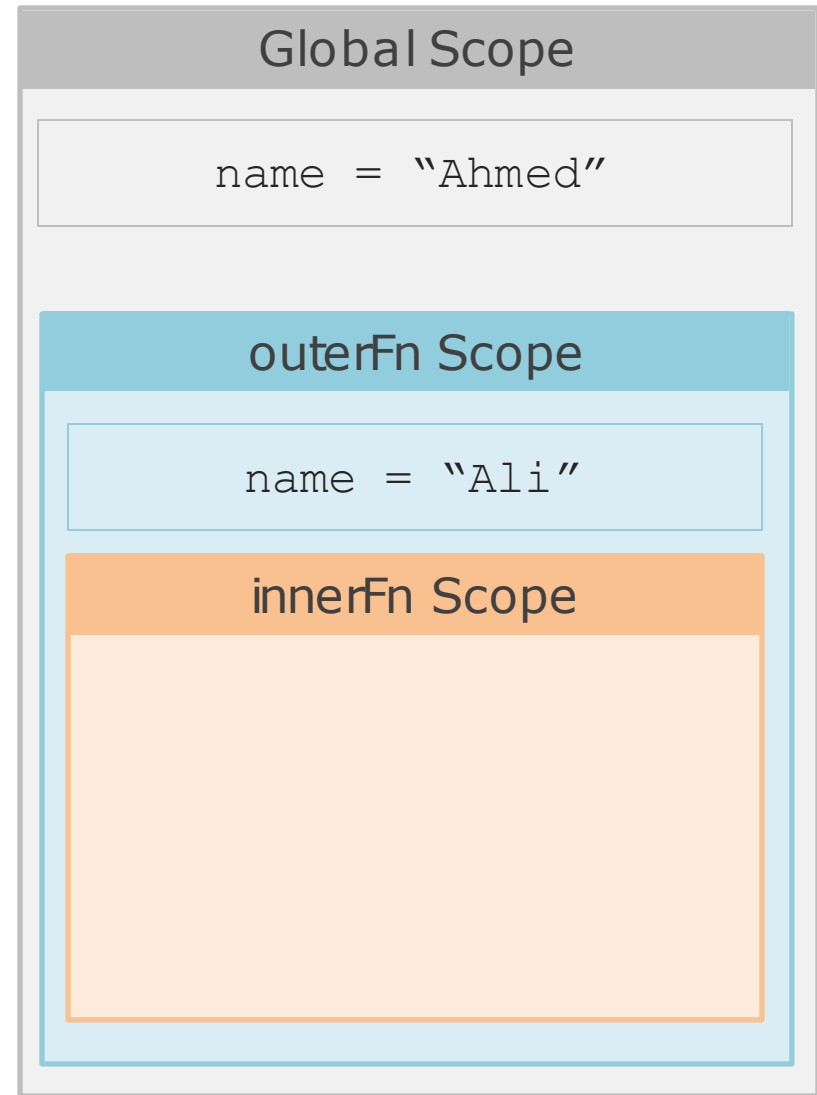 Global Scope
name = “Ahmed”
outerFn Scope
name = “Ali”
innerFn Scope